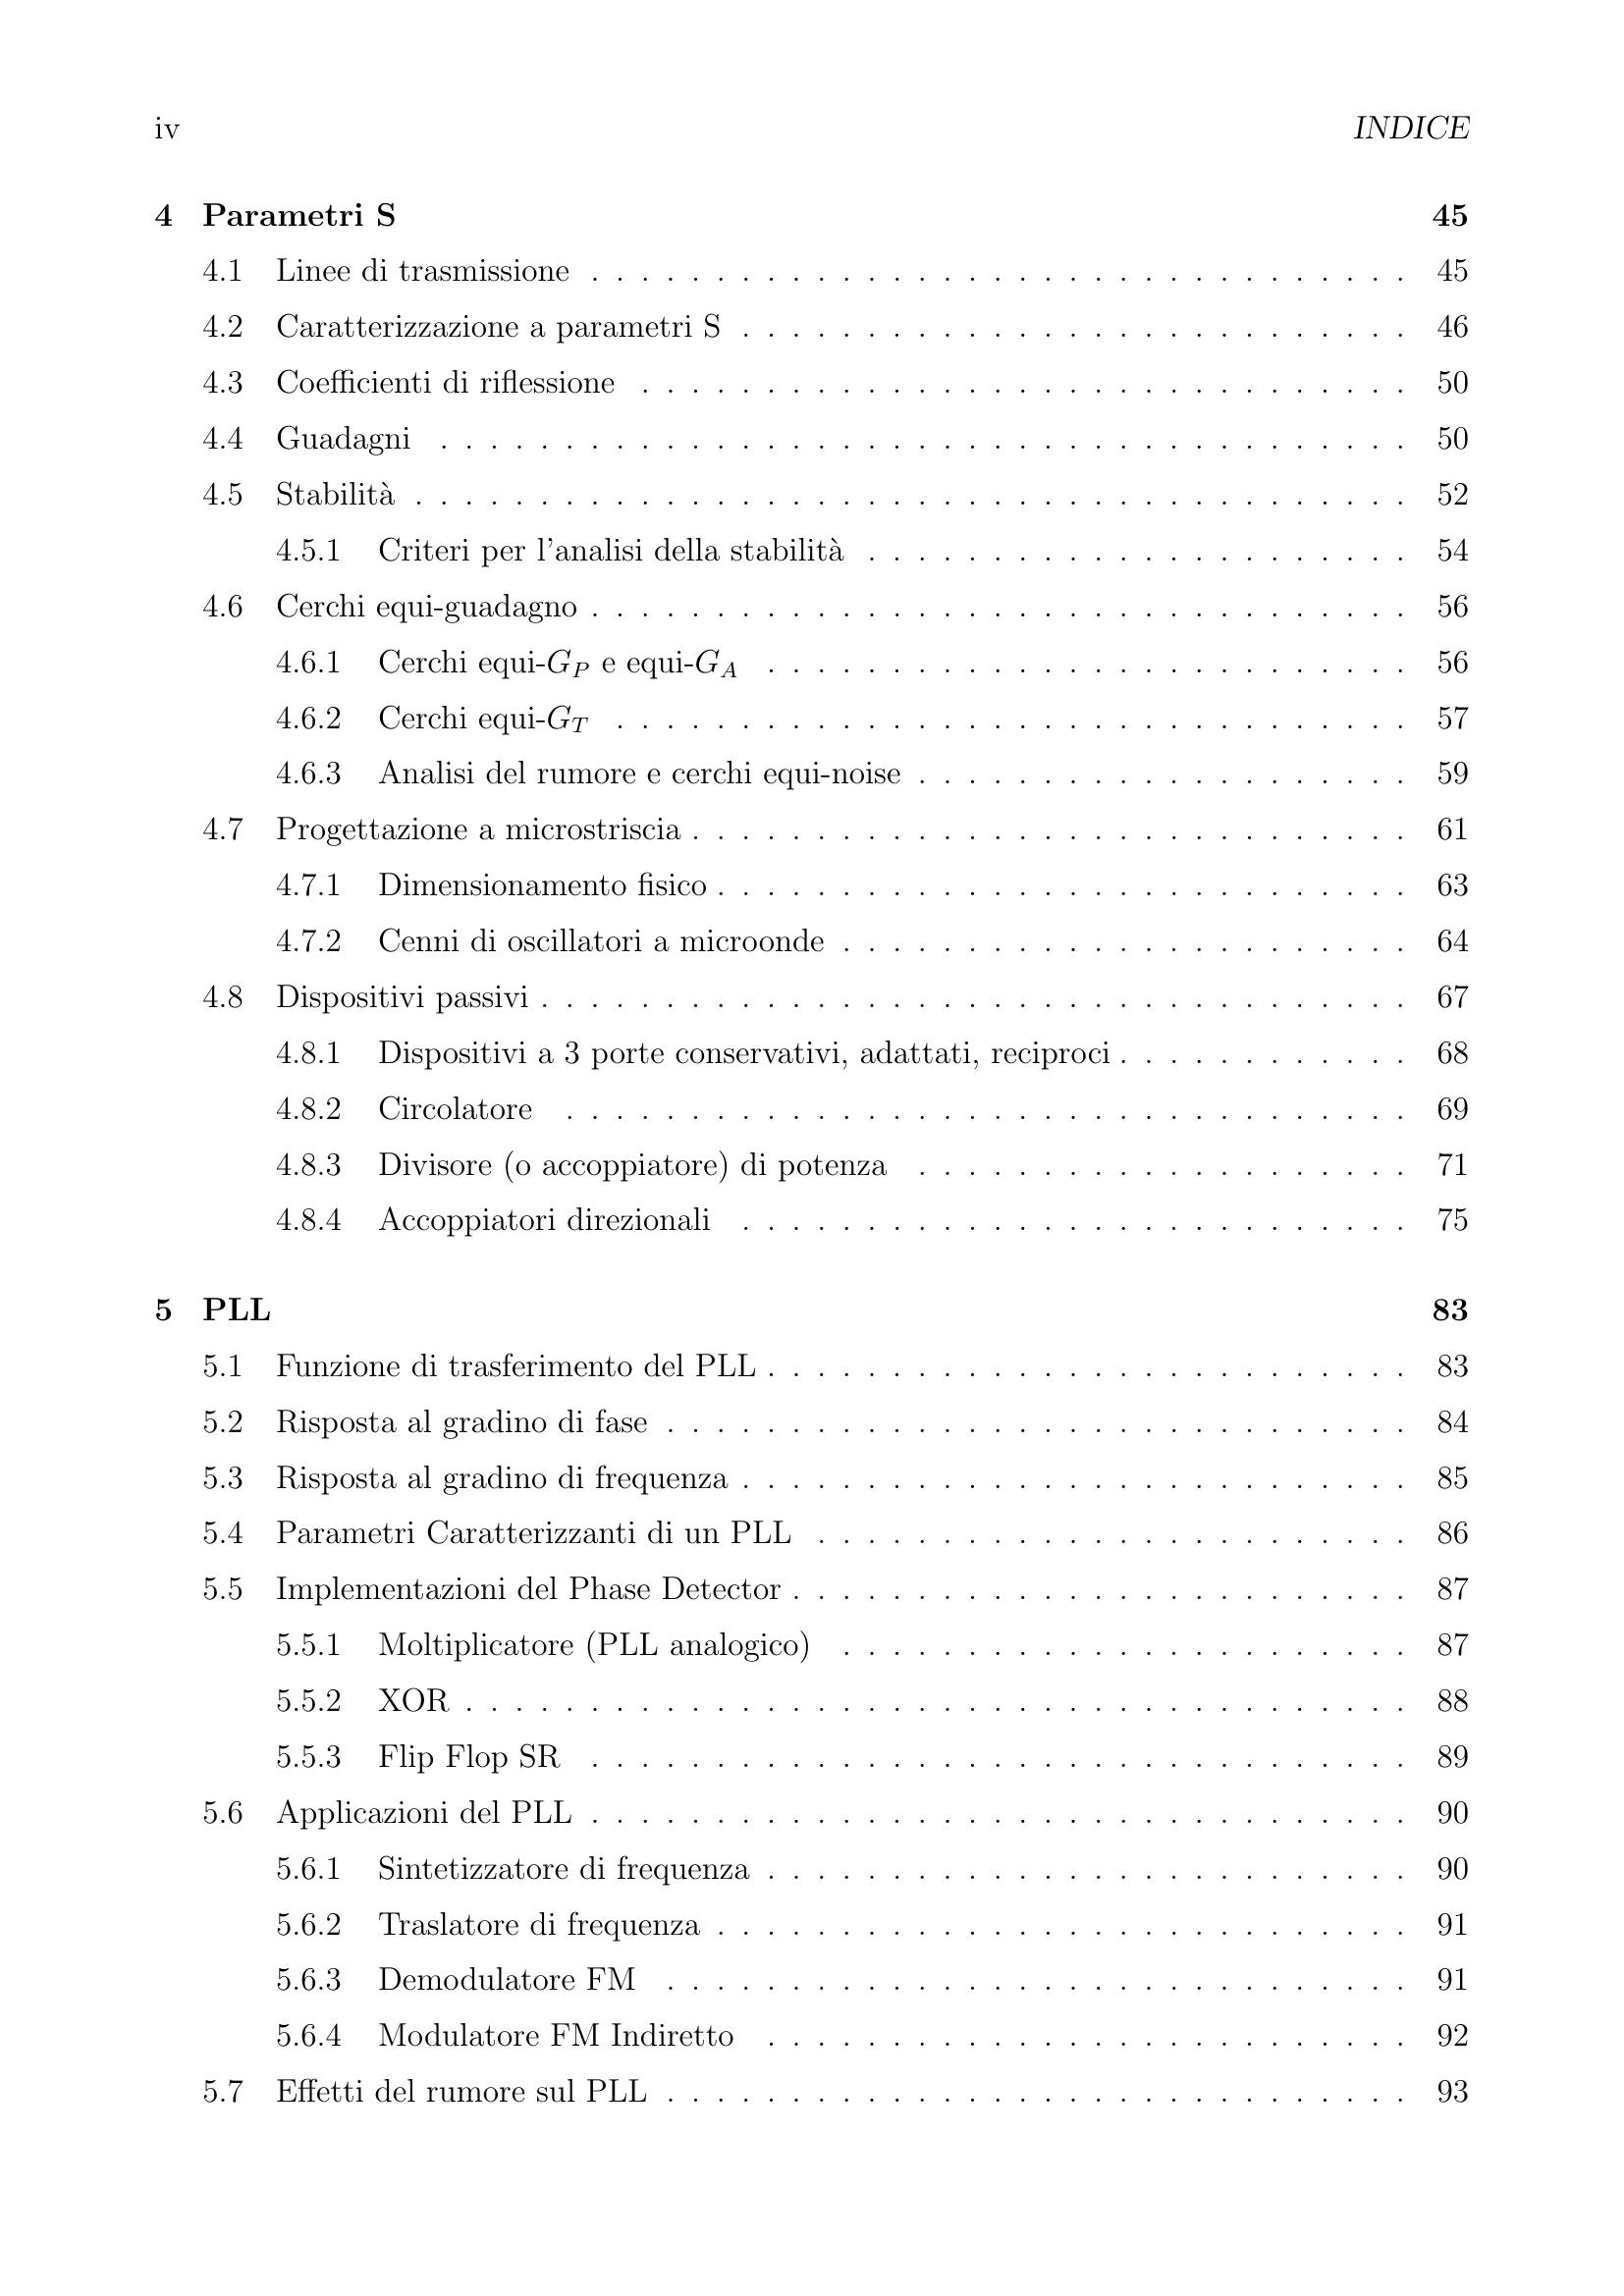 iv INDICE
4 Parametri S 45
4.1 Linee di trasmissione . . . . . . . . . . . . . . . . . . . . . . . . . . . . . . . . . 45
4.2 Caratterizzazione a parametri S . . . . . . . . . . . . . . . . . . . . . . . . . . . 46
4.3 Coefficienti di riflessione . . . . . . . . . . . . . . . . . . . . . . . . . . . . . . . 50
4.4 Guadagni . . . . . . . . . . . . . . . . . . . . . . . . . . . . . . . . . . . . . . . 50
4.5 Stabilità . . . . . . . . . . . . . . . . . . . . . . . . . . . . . . . . . . . . . . . . 52
4.5.1 Criteri per l'analisi della stabilità . . . . . . . . . . . . . . . . . . . . . . 54
4.6 Cerchi equi-guadagno . . . . . . . . . . . . . . . . . . . . . . . . . . . . . . . . . 56
4.6.1 Cerchi equi-$G_P$ e equi-$G_A$ . . . . . . . . . . . . . . . . . . . . . . . . . . 56
4.6.2 Cerchi equi-$G_T$ . . . . . . . . . . . . . . . . . . . . . . . . . . . . . . . . 57
4.6.3 Analisi del rumore e cerchi equi-noise . . . . . . . . . . . . . . . . . . . . 59
4.7 Progettazione a microstriscia . . . . . . . . . . . . . . . . . . . . . . . . . . . . . 61
4.7.1 Dimensionamento fisico . . . . . . . . . . . . . . . . . . . . . . . . . . . . 63
4.7.2 Cenni di oscillatori a microonde . . . . . . . . . . . . . . . . . . . . . . . 64
4.8 Dispositivi passivi . . . . . . . . . . . . . . . . . . . . . . . . . . . . . . . . . . . 67
4.8.1 Dispositivi a 3 porte conservativi, adattati, reciproci . . . . . . . . . . . . 68
4.8.2 Circolatore . . . . . . . . . . . . . . . . . . . . . . . . . . . . . . . . . . 69
4.8.3 Divisore (o accoppiatore) di potenza . . . . . . . . . . . . . . . . . . . . 71
4.8.4 Accoppiatori direzionali . . . . . . . . . . . . . . . . . . . . . . . . . . . 75
5 PLL 83
5.1 Funzione di trasferimento del PLL . . . . . . . . . . . . . . . . . . . . . . . . . . 83
5.2 Risposta al gradino di fase . . . . . . . . . . . . . . . . . . . . . . . . . . . . . . 84
5.3 Risposta al gradino di frequenza . . . . . . . . . . . . . . . . . . . . . . . . . . . 85
5.4 Parametri Caratterizzanti di un PLL . . . . . . . . . . . . . . . . . . . . . . . . 86
5.5 Implementazioni del Phase Detector . . . . . . . . . . . . . . . . . . . . . . . . . 87
5.5.1 Moltiplicatore (PLL analogico) . . . . . . . . . . . . . . . . . . . . . . . 87
5.5.2 XOR . . . . . . . . . . . . . . . . . . . . . . . . . . . . . . . . . . . . . . 88
5.5.3 Flip Flop SR . . . . . . . . . . . . . . . . . . . . . . . . . . . . . . . . . 89
5.6 Applicazioni del PLL . . . . . . . . . . . . . . . . . . . . . . . . . . . . . . . . . 90
5.6.1 Sintetizzatore di frequenza . . . . . . . . . . . . . . . . . . . . . . . . . . 90
5.6.2 Traslatore di frequenza . . . . . . . . . . . . . . . . . . . . . . . . . . . . 91
5.6.3 Demodulatore FM . . . . . . . . . . . . . . . . . . . . . . . . . . . . . . 91
5.6.4 Modulatore FM Indiretto . . . . . . . . . . . . . . . . . . . . . . . . . . 92
5.7 Effetti del rumore sul PLL . . . . . . . . . . . . . . . . . . . . . . . . . . . . . . 93